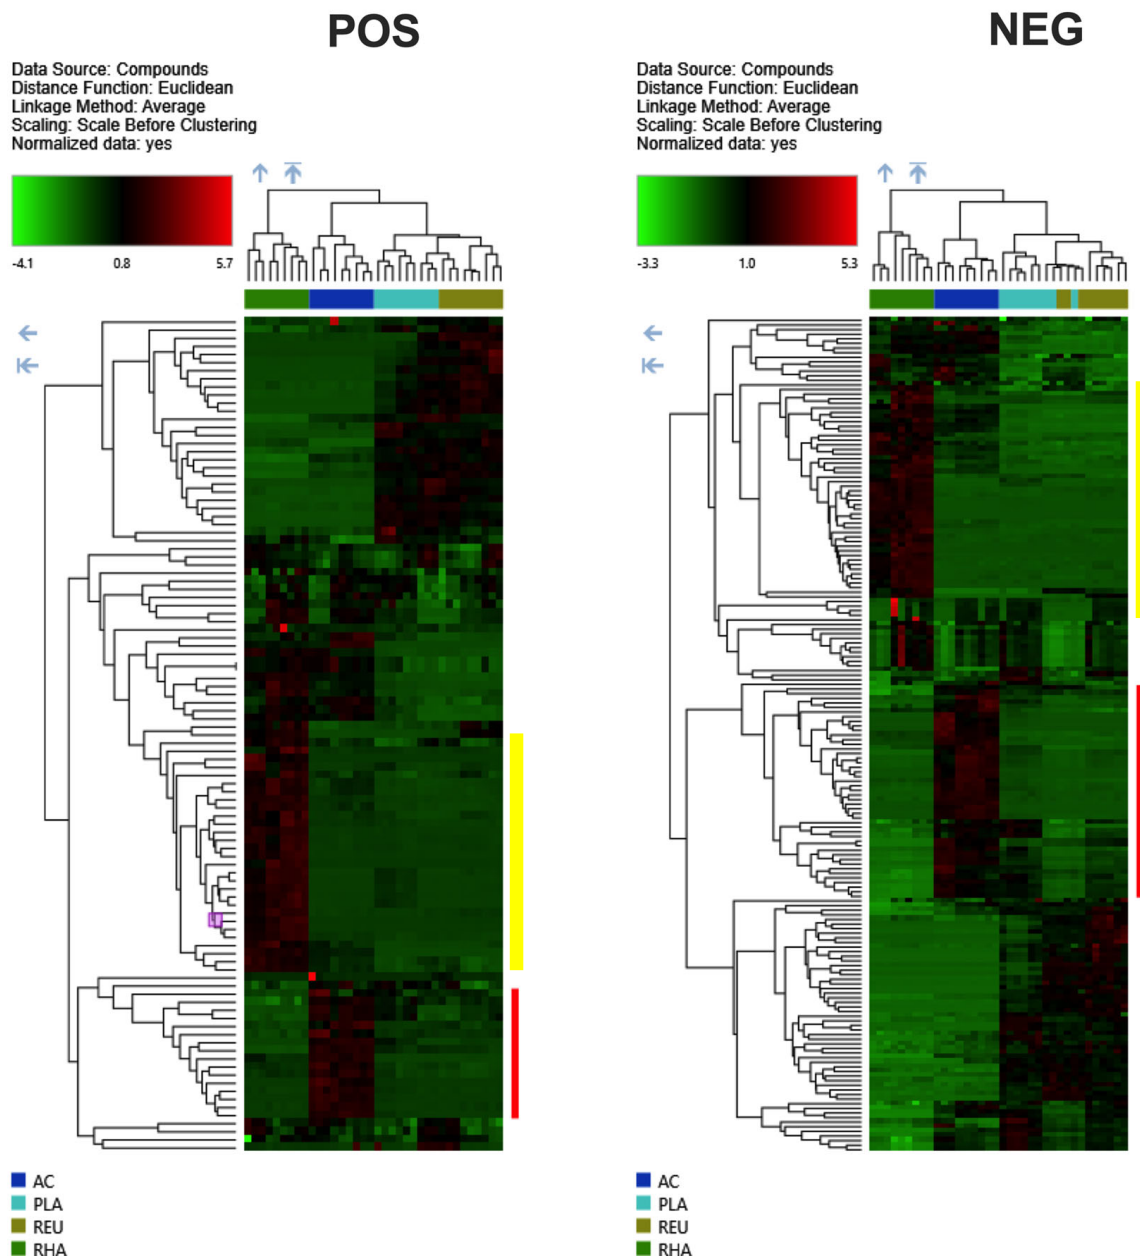 POS
Data Source: Compounds
Distance Function: Euclidean
Linkage Method: Average
Scaling: Scale Before Clustering
Normalized data: yes
-4.1 0.8 5.7
AC
PLA
REU
RHA
NEG
Data Source: Compounds
Distance Function: Euclidean
Linkage Method: Average
Scaling: Scale Before Clustering
Normalized data: yes
-3.3 1.0 5.3
AC
PLA
REU
RHA